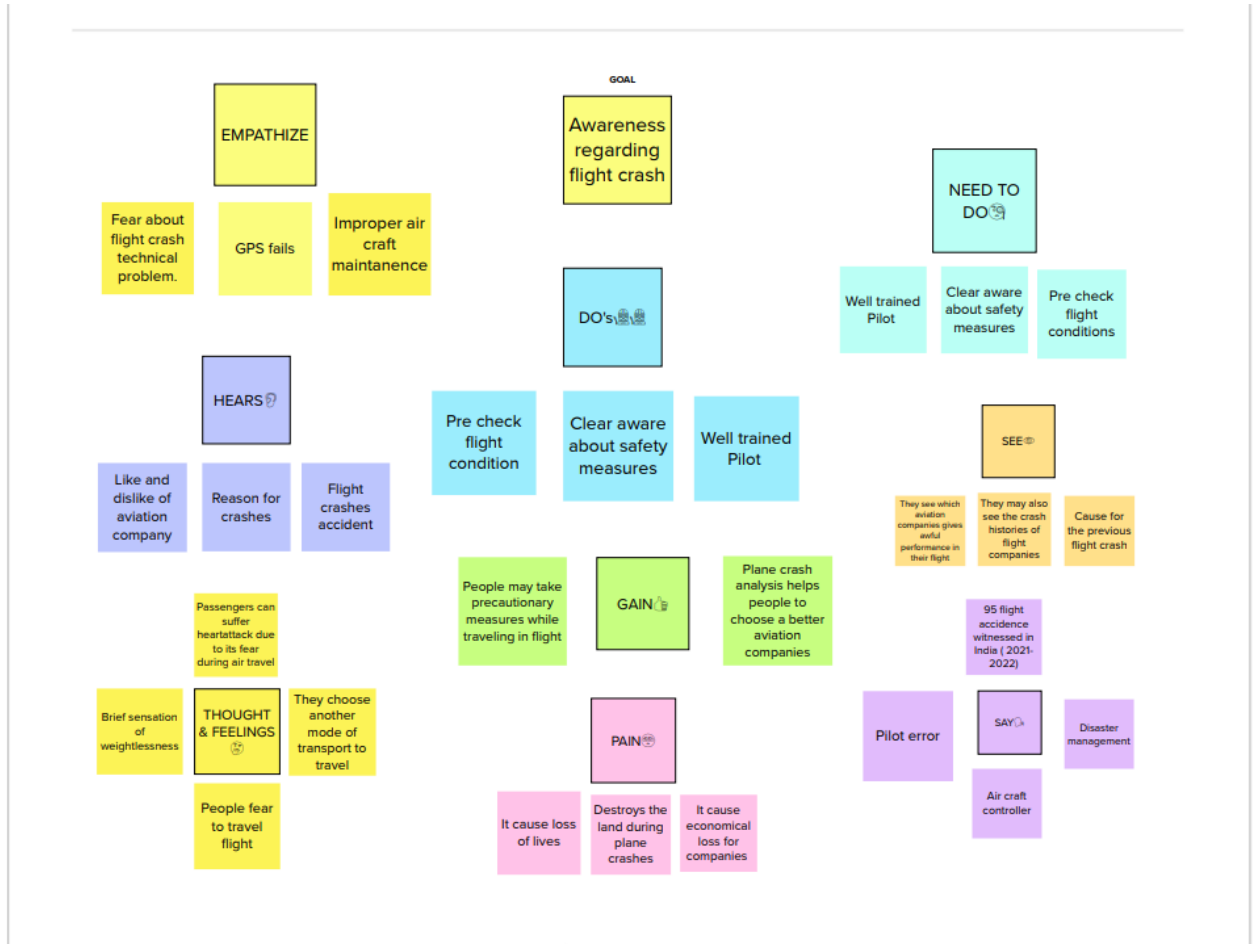 GOAL
EMPATHIZE
Awareness
regarding
flight crash
NEED TO
DO
Fear about
flight crash
technical
problem.
GPS fails
Improper air
craft
maintanence
DO's
Well trained
Pilot
Clear aware
about safety
measures
Pre check
flight
conditions
HEARS
Pre check
flight
condition
Clear aware
about safety
measures
Well trained
Pilot
SEE
Like and
dislike of
aviation
company
Reason for
crashes
Flight
crashes
accident
They see which
aviation
companies gives
awful
performance in
their flight
They may also
see the crash
histories of
flight
companies
Cause for
the previous
flight crash
People may take
precautionary
measures while
traveling in flight
GAIN
Plane crash
analysis helps
people to
choose a better
aviation
companies
Passengers can
suffer
heartattack due
to its fear
during air travel
95 flight
accidence
witnessed in
India ( 2021-
2022)
Brief sensation
of
weightlessness
THOUGHT
& FEELINGS
They choose
another
mode of
transport to
travel
PAIN
Pilot error
SAY
Disaster
management
People fear
to travel
flight
It cause loss
of lives
Destroys the
land during
plane
crashes
It cause
economical
loss for
companies
Air craft
controller